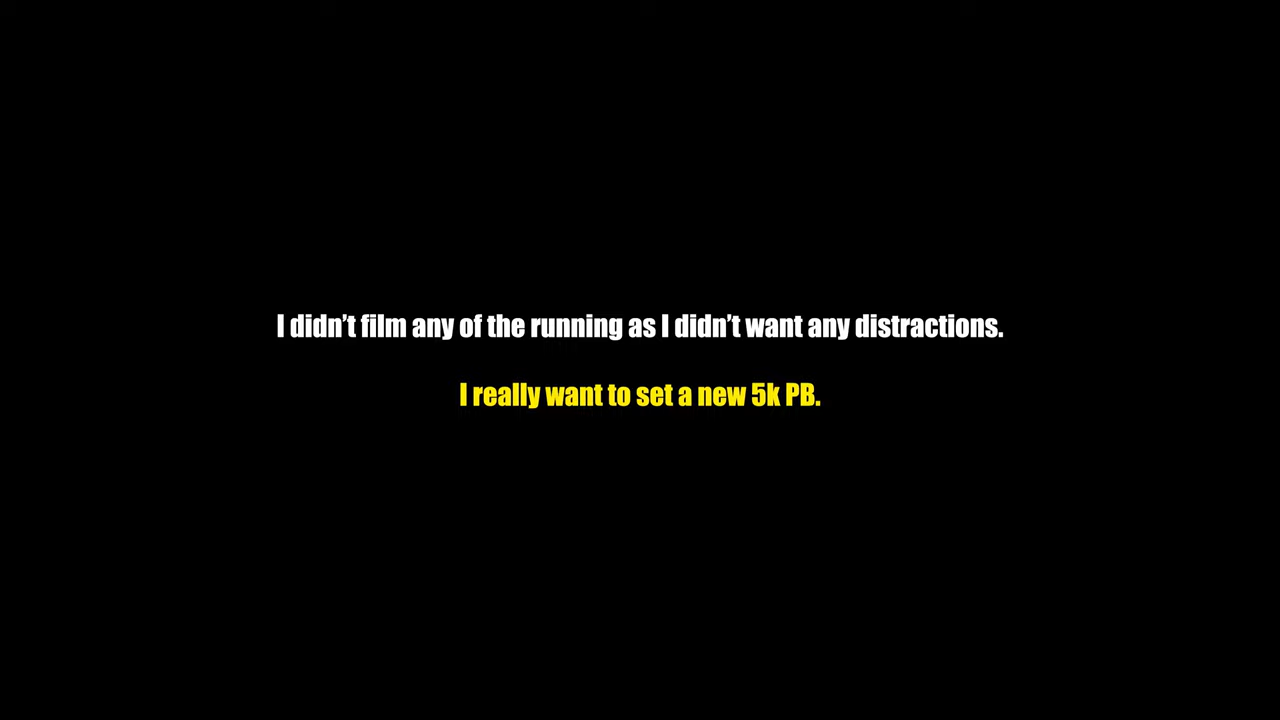 I didn’t film any of the running as I didn’t want any distractions.
I really want to set a new 5k PB.